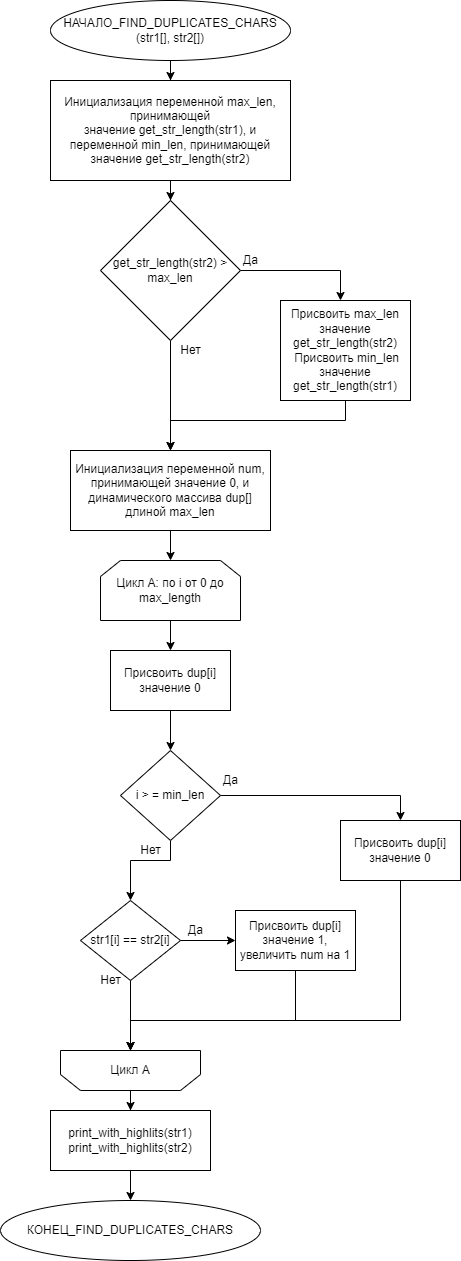 НАЧАЛО_FIND_DUPLICATES_CHARS
(str1[], str2[])
Инициализация переменной max_len,
принимающей
значение get_str_length(str1), и
переменной min_len, принимающей
значение get_str_length(str2)
get_str_length(str2) >
max_len
Да
Нет
Присвоить max_len
значение
get_str_length(str2)
Присвоить min_len
значение
get_str_length(str1)
Инициализация переменной num,
принимающей значение 0, и
динамического массива dup[]
длиной max_len
Цикл А: по i от 0 до
max_length
Присвоить dup[i]
значение 0
i > = min_len
Да
Нет
Присвоить dup[i]
значение 0
str1[i] == str2[i]
Да
Нет
Присвоить dup[i]
значение 1,
увеличить num на 1
Цикл А
print_with_highlits(str1)
print_with_highlits(str2)
КОНЕЦ_FIND_DUPLICATES_CHARS